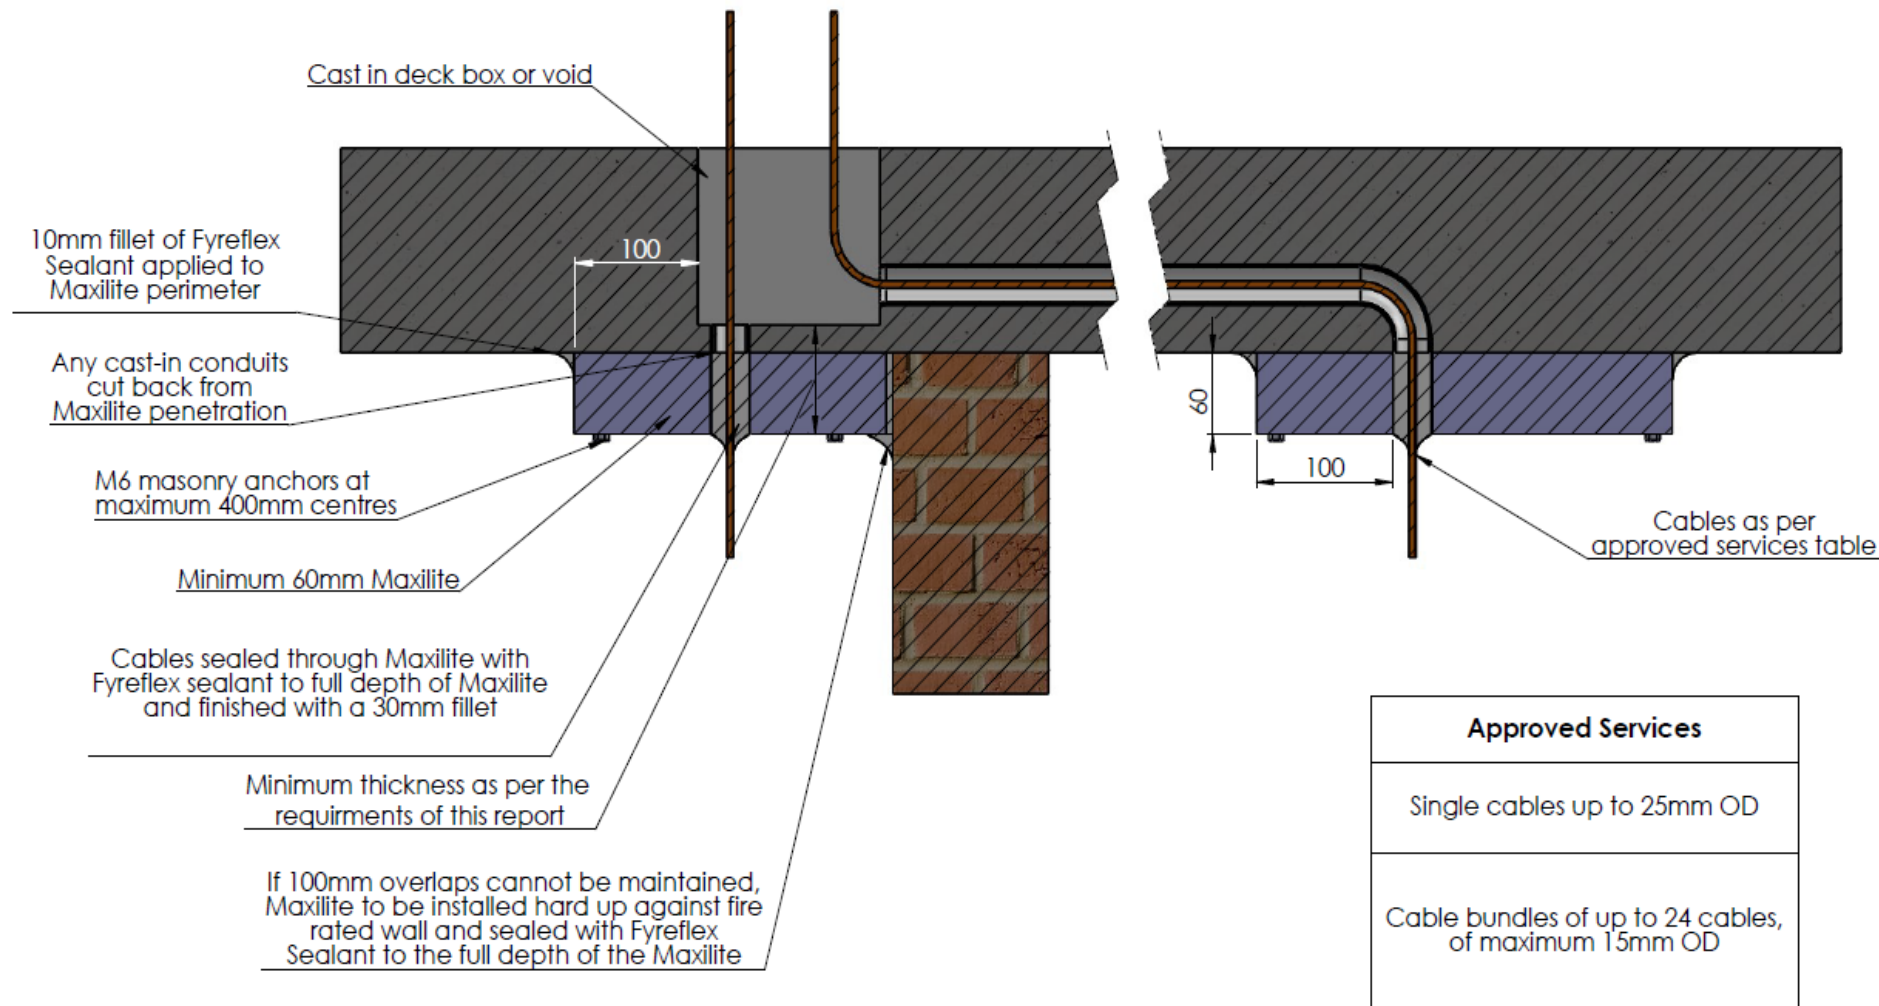 Cast in deck box or void
10mm fillet of Fyreflex
Sealant applied to
Maxilite perimeter
100
Any cast-in conduits
cut back from
Maxilite penetration
M6 masonry anchors at
maximum 400mm centres
60
100
Minimum 60mm Maxilite
Cables as per
approved services table
Cables sealed through Maxilite with
Fyreflex sealant to full depth of Maxilite
and finished with a 30mm fillet
Minimum thickness as per the
requirments of this report
If 100mm overlaps cannot be maintained,
Maxilite to be installed hard up against fire
rated wall and sealed with Fyreflex
Sealant to the full depth of the Maxilite
Approved Services
Single cables up to 25mm OD
Cable bundles of up to 24 cables,
of maximum 15mm OD